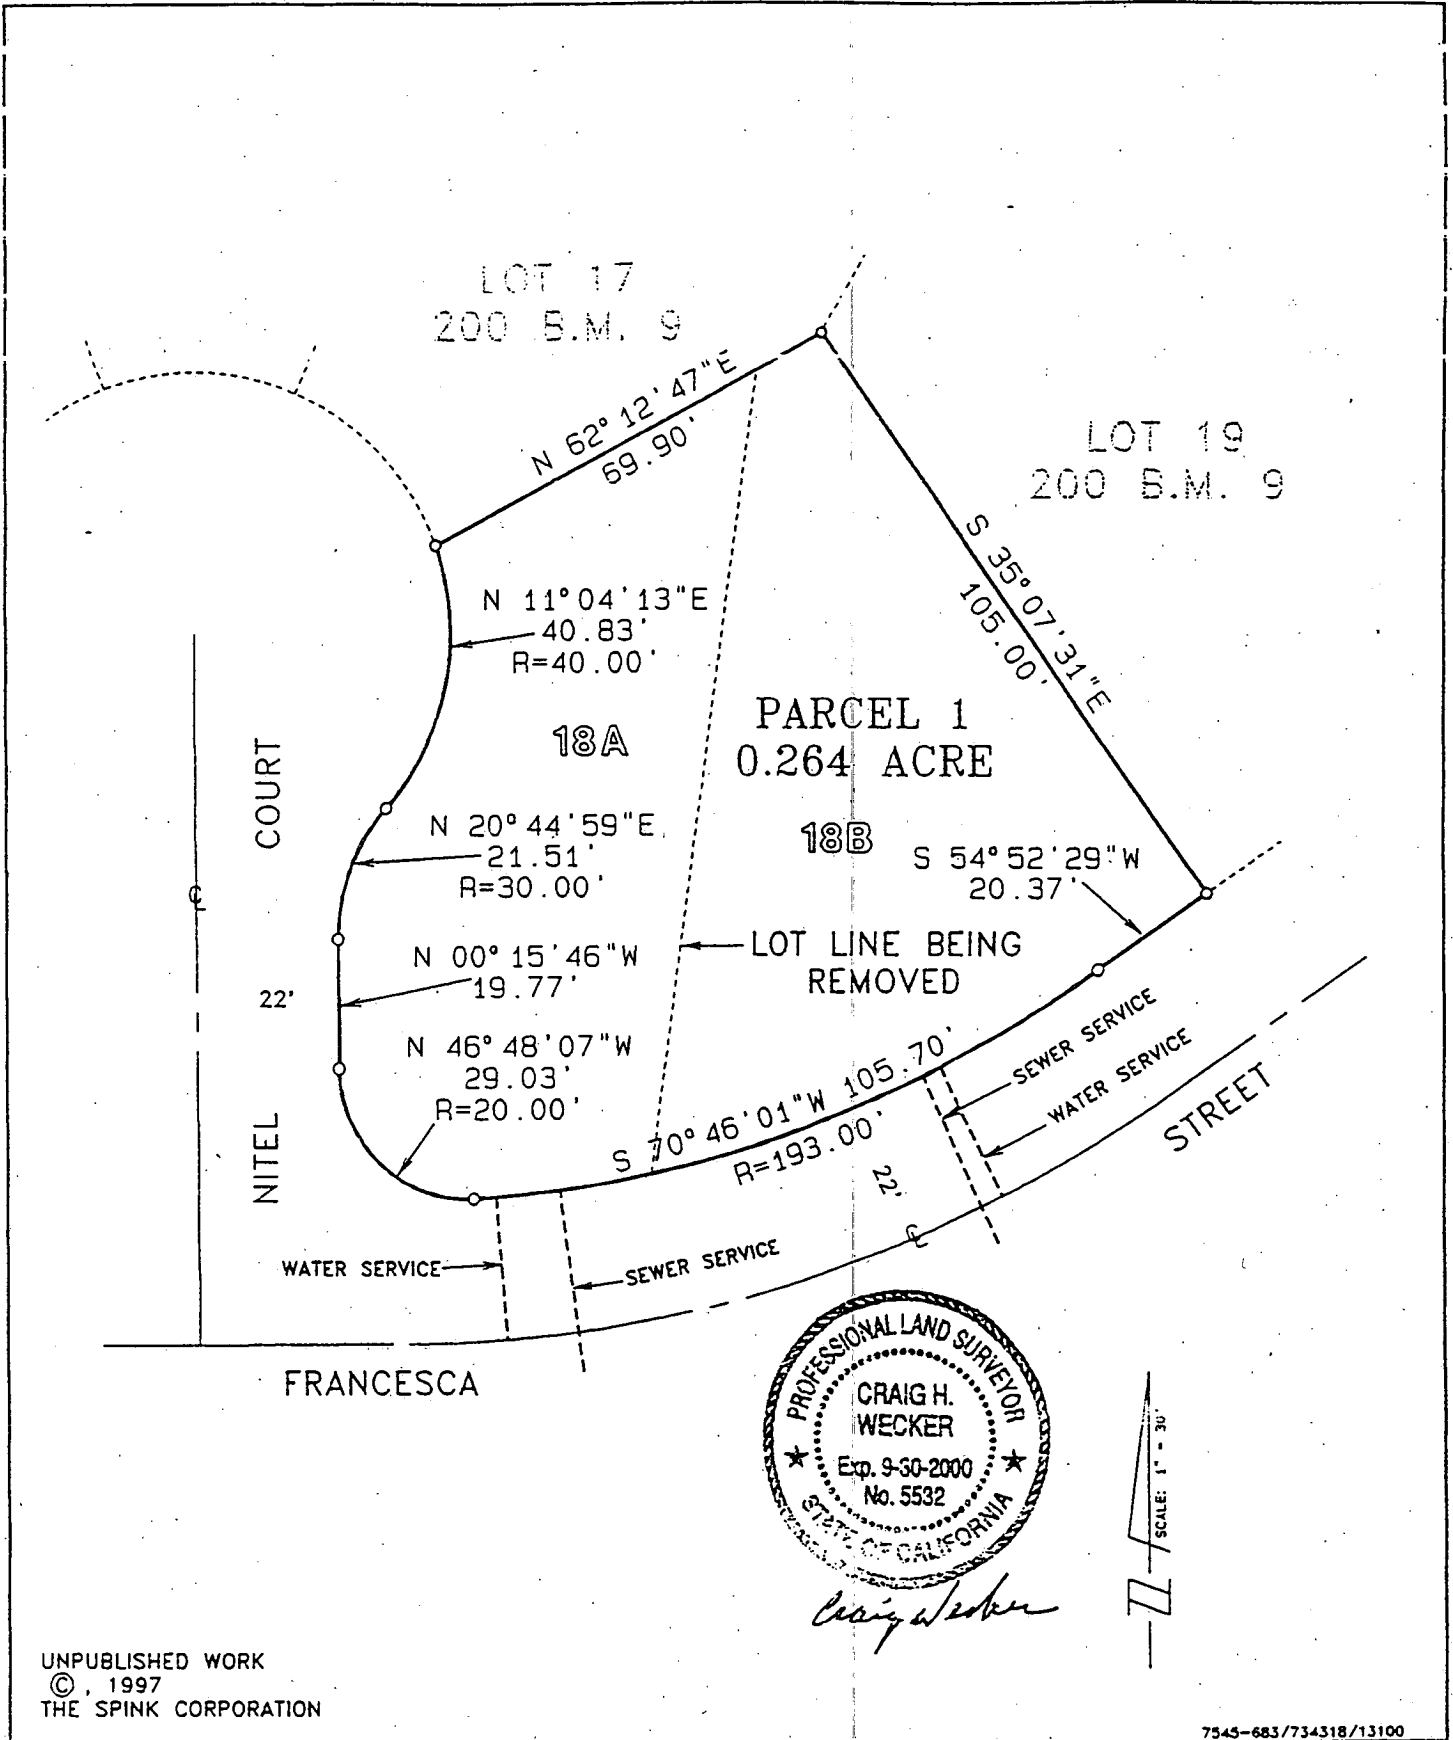 LOT 17
200 B.M. 9
LOT 19
200 B.M. 9
N 62° 12' 47"E
69.90'
S 35° 07' 31"E
105.00'
N 11° 04' 13"E
40.83'
R=40.00'
PARCEL 1
0.264 ACRE
18A
18B
COURT
N 20° 44' 59"E
21.51'
R=30.00'
S 54° 52' 29"W
20.37'
℄
N 00° 15' 46"W
19.77'
22'
LOT LINE BEING
REMOVED
N 46° 48' 07"W
29.03'
R=20.00'
NITEL
S 70° 46' 01"W 105.70'
R=193.00'
SEWER SERVICE
WATER SERVICE
STREET
22'
℄
WATER SERVICE
SEWER SERVICE
FRANCESCA
PROFESSIONAL LAND SURVEYOR
CRAIG H.
WECKER
Exp. 9-30-2000
No. 5532
STATE OF CALIFORNIA
Craig Wecker
SCALE: 1" = 30'
UNPUBLISHED WORK
©, 1997
THE SPINK CORPORATION
7545-683/734318/13100